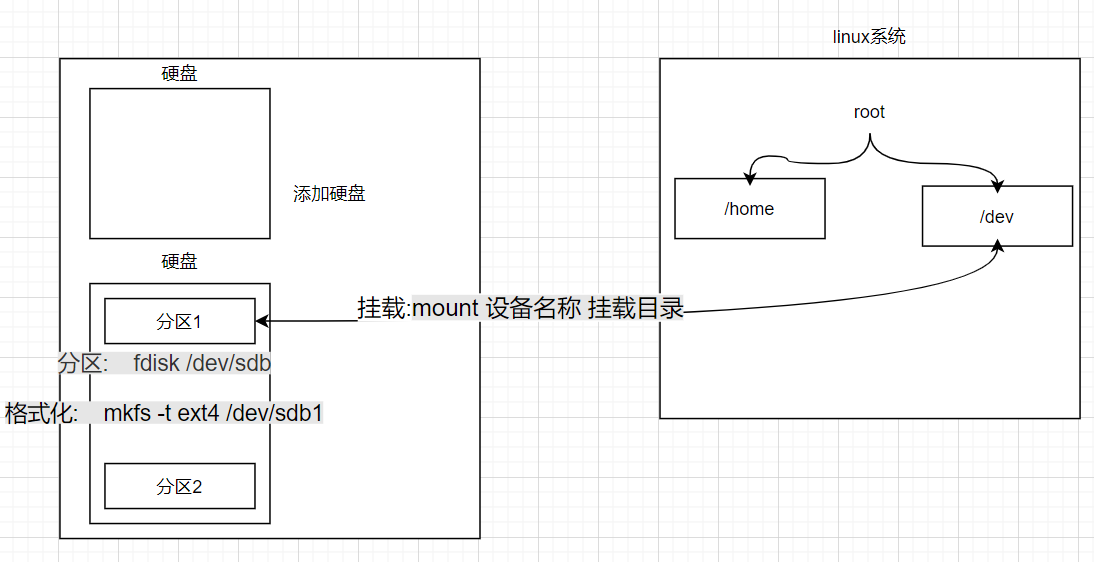 linux系统
硬盘
root
添加硬盘
/home
/dev
硬盘
挂载:mount 设备名称 挂载目录
分区1
分区: fdisk /dev/sdb
格式化: mkfs -t ext4 /dev/sdb1
分区2